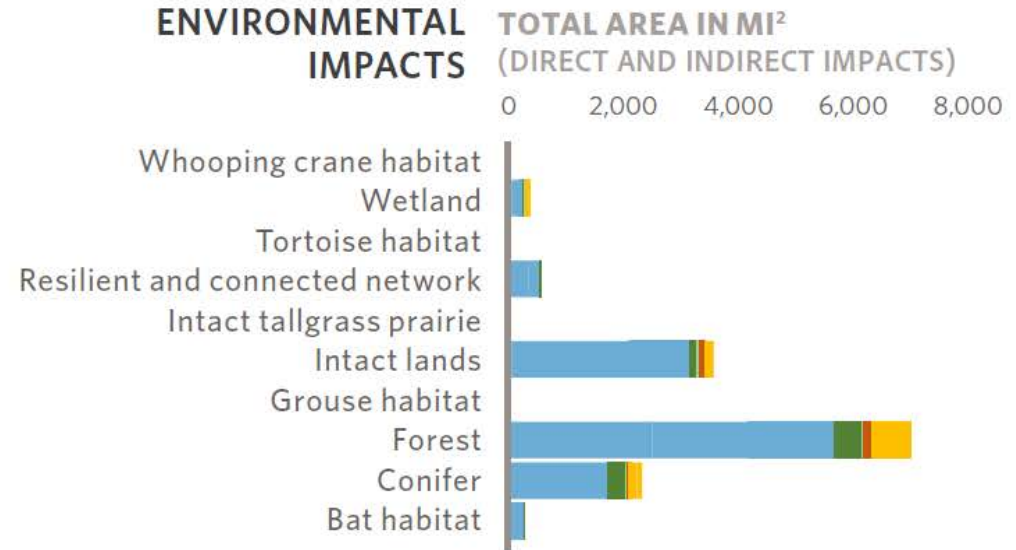 ENVIRONMENTAL
IMPACTS
TOTAL AREA IN MI²
(DIRECT AND INDIRECT IMPACTS)
0 2,000 4,000 6,000 8,000
Whooping crane habitat
Wetland
Tortoise habitat
Resilient and connected network
Intact tallgrass prairie
Intact lands
Grouse habitat
Forest
Conifer
Bat habitat